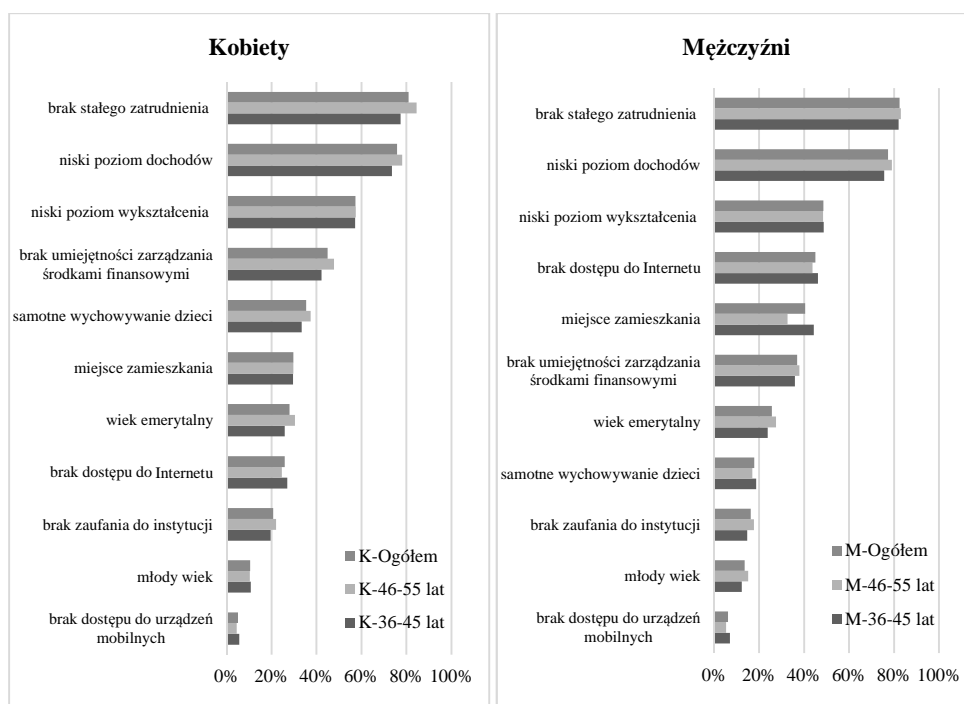 Kobiety
brak stałego zatrudnienia
niski poziom dochodów
niski poziom wykształcenia
brak umiejętności zarządzania
środkami finansowymi
samotne wychowywanie dzieci
miejsce zamieszkania
wiek emerytalny
brak dostępu do Internetu
brak zaufania do instytucji
młody wiek
brak dostępu do urządzeń
mobilnych
K-Ogółem
K-46-55 lat
K-36-45 lat
0% 20% 40% 60% 80% 100%
Mężczyźni
brak stałego zatrudnienia
niski poziom dochodów
niski poziom wykształcenia
brak dostępu do Internetu
miejsce zamieszkania
brak umiejętności zarządzania
środkami finansowymi
wiek emerytalny
samotne wychowywanie dzieci
brak zaufania do instytucji
młody wiek
brak dostępu do urządzeń
mobilnych
M-Ogółem
M-46-55 lat
M-36-45 lat
0% 20% 40% 60% 80% 100%